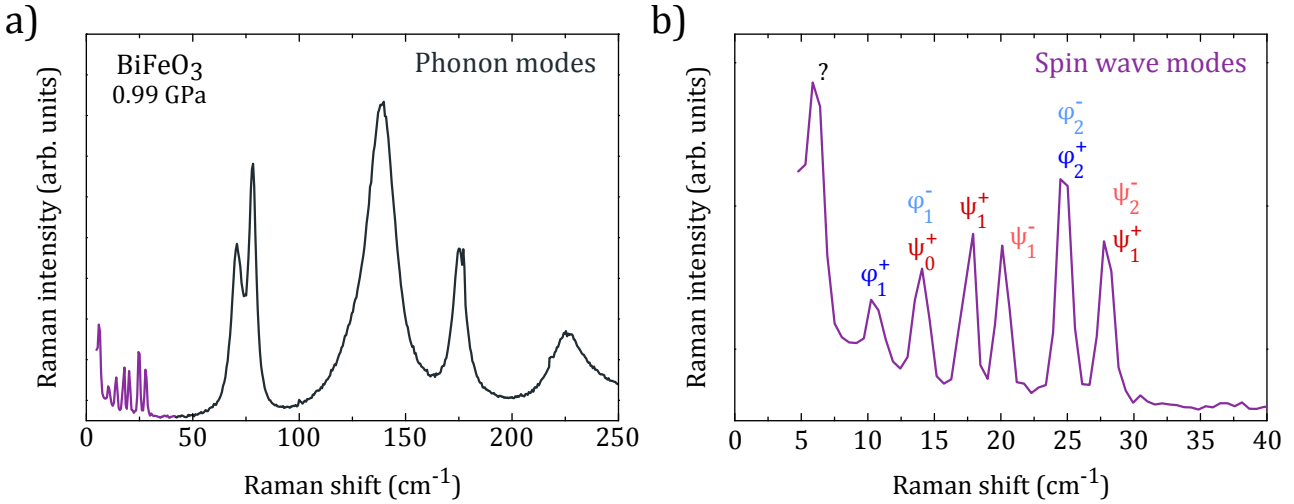 a)
BiFeO₃
0.99 GPa
Phonon modes
Raman intensity (arb. units)
0 50 100 150 200 250
Raman shift (cm⁻¹)
b)
?
Spin wave modes
φ₂⁻
φ₂⁺
φ₁⁻
ψ₁⁺
ψ₂⁻
ψ₀⁺
ψ₁⁻
ψ₁⁺
φ₁⁺
Raman intensity (arb. units)
0 5 10 15 20 25 30 35 40
Raman shift (cm⁻¹)